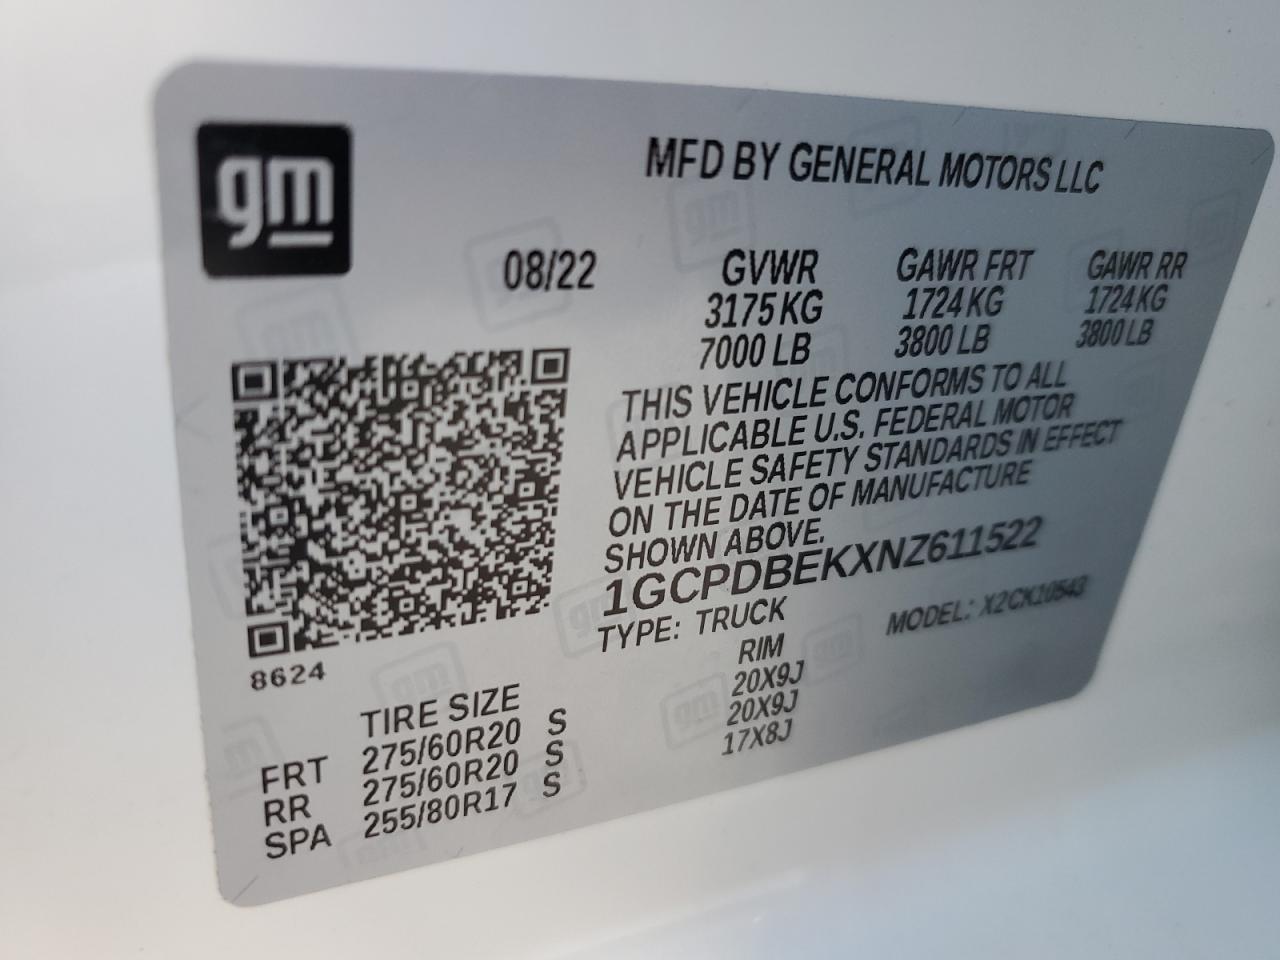 gm
MFD BY GENERAL MOTORS LLC
08/22 GVWR GAWR FRT GAWR RR
3175 KG 1724 KG 1724 KG
7000 LB 3800 LB 3800 LB
THIS VEHICLE CONFORMS TO ALL
APPLICABLE U.S. FEDERAL MOTOR
VEHICLE SAFETY STANDARDS IN EFFECT
ON THE DATE OF MANUFACTURE
SHOWN ABOVE.
1GCPDBEKXNZ611522
TYPE: TRUCK MODEL: X2CK10543
8624
TIRE SIZE RIM
FRT 275/60R20 S 20X9J
RR 275/60R20 S 20X9J
SPA 255/80R17 S 17X8J